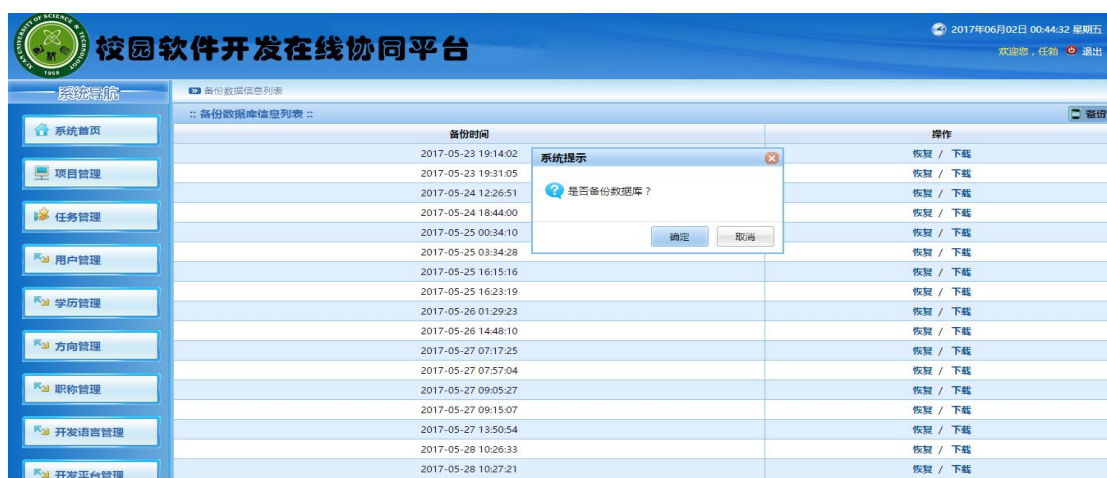 校园软件开发在线协同平台
2017年06月02日 00:44:32 星期五
欢迎您，任勃 退出
系统导航
备份数据信息列表
:: 备份数据库信息列表 ::
备份
系统首页
项目管理
任务管理
用户管理
学历管理
方向管理
职称管理
开发语言管理
开发平台管理
备份时间 操作
2017-05-23 19:14:02 恢复 / 下载
2017-05-23 19:31:05 恢复 / 下载
2017-05-24 12:26:51 恢复 / 下载
2017-05-24 18:44:00 恢复 / 下载
2017-05-25 00:34:10 恢复 / 下载
2017-05-25 03:34:28 恢复 / 下载
2017-05-25 16:15:16 恢复 / 下载
2017-05-25 16:23:19 恢复 / 下载
2017-05-26 01:29:23 恢复 / 下载
2017-05-26 14:48:10 恢复 / 下载
2017-05-27 07:17:25 恢复 / 下载
2017-05-27 07:57:04 恢复 / 下载
2017-05-27 09:05:27 恢复 / 下载
2017-05-27 09:15:07 恢复 / 下载
2017-05-27 13:50:54 恢复 / 下载
2017-05-28 10:26:33 恢复 / 下载
2017-05-28 10:27:21 恢复 / 下载
系统提示
是否备份数据库？
确定 取消